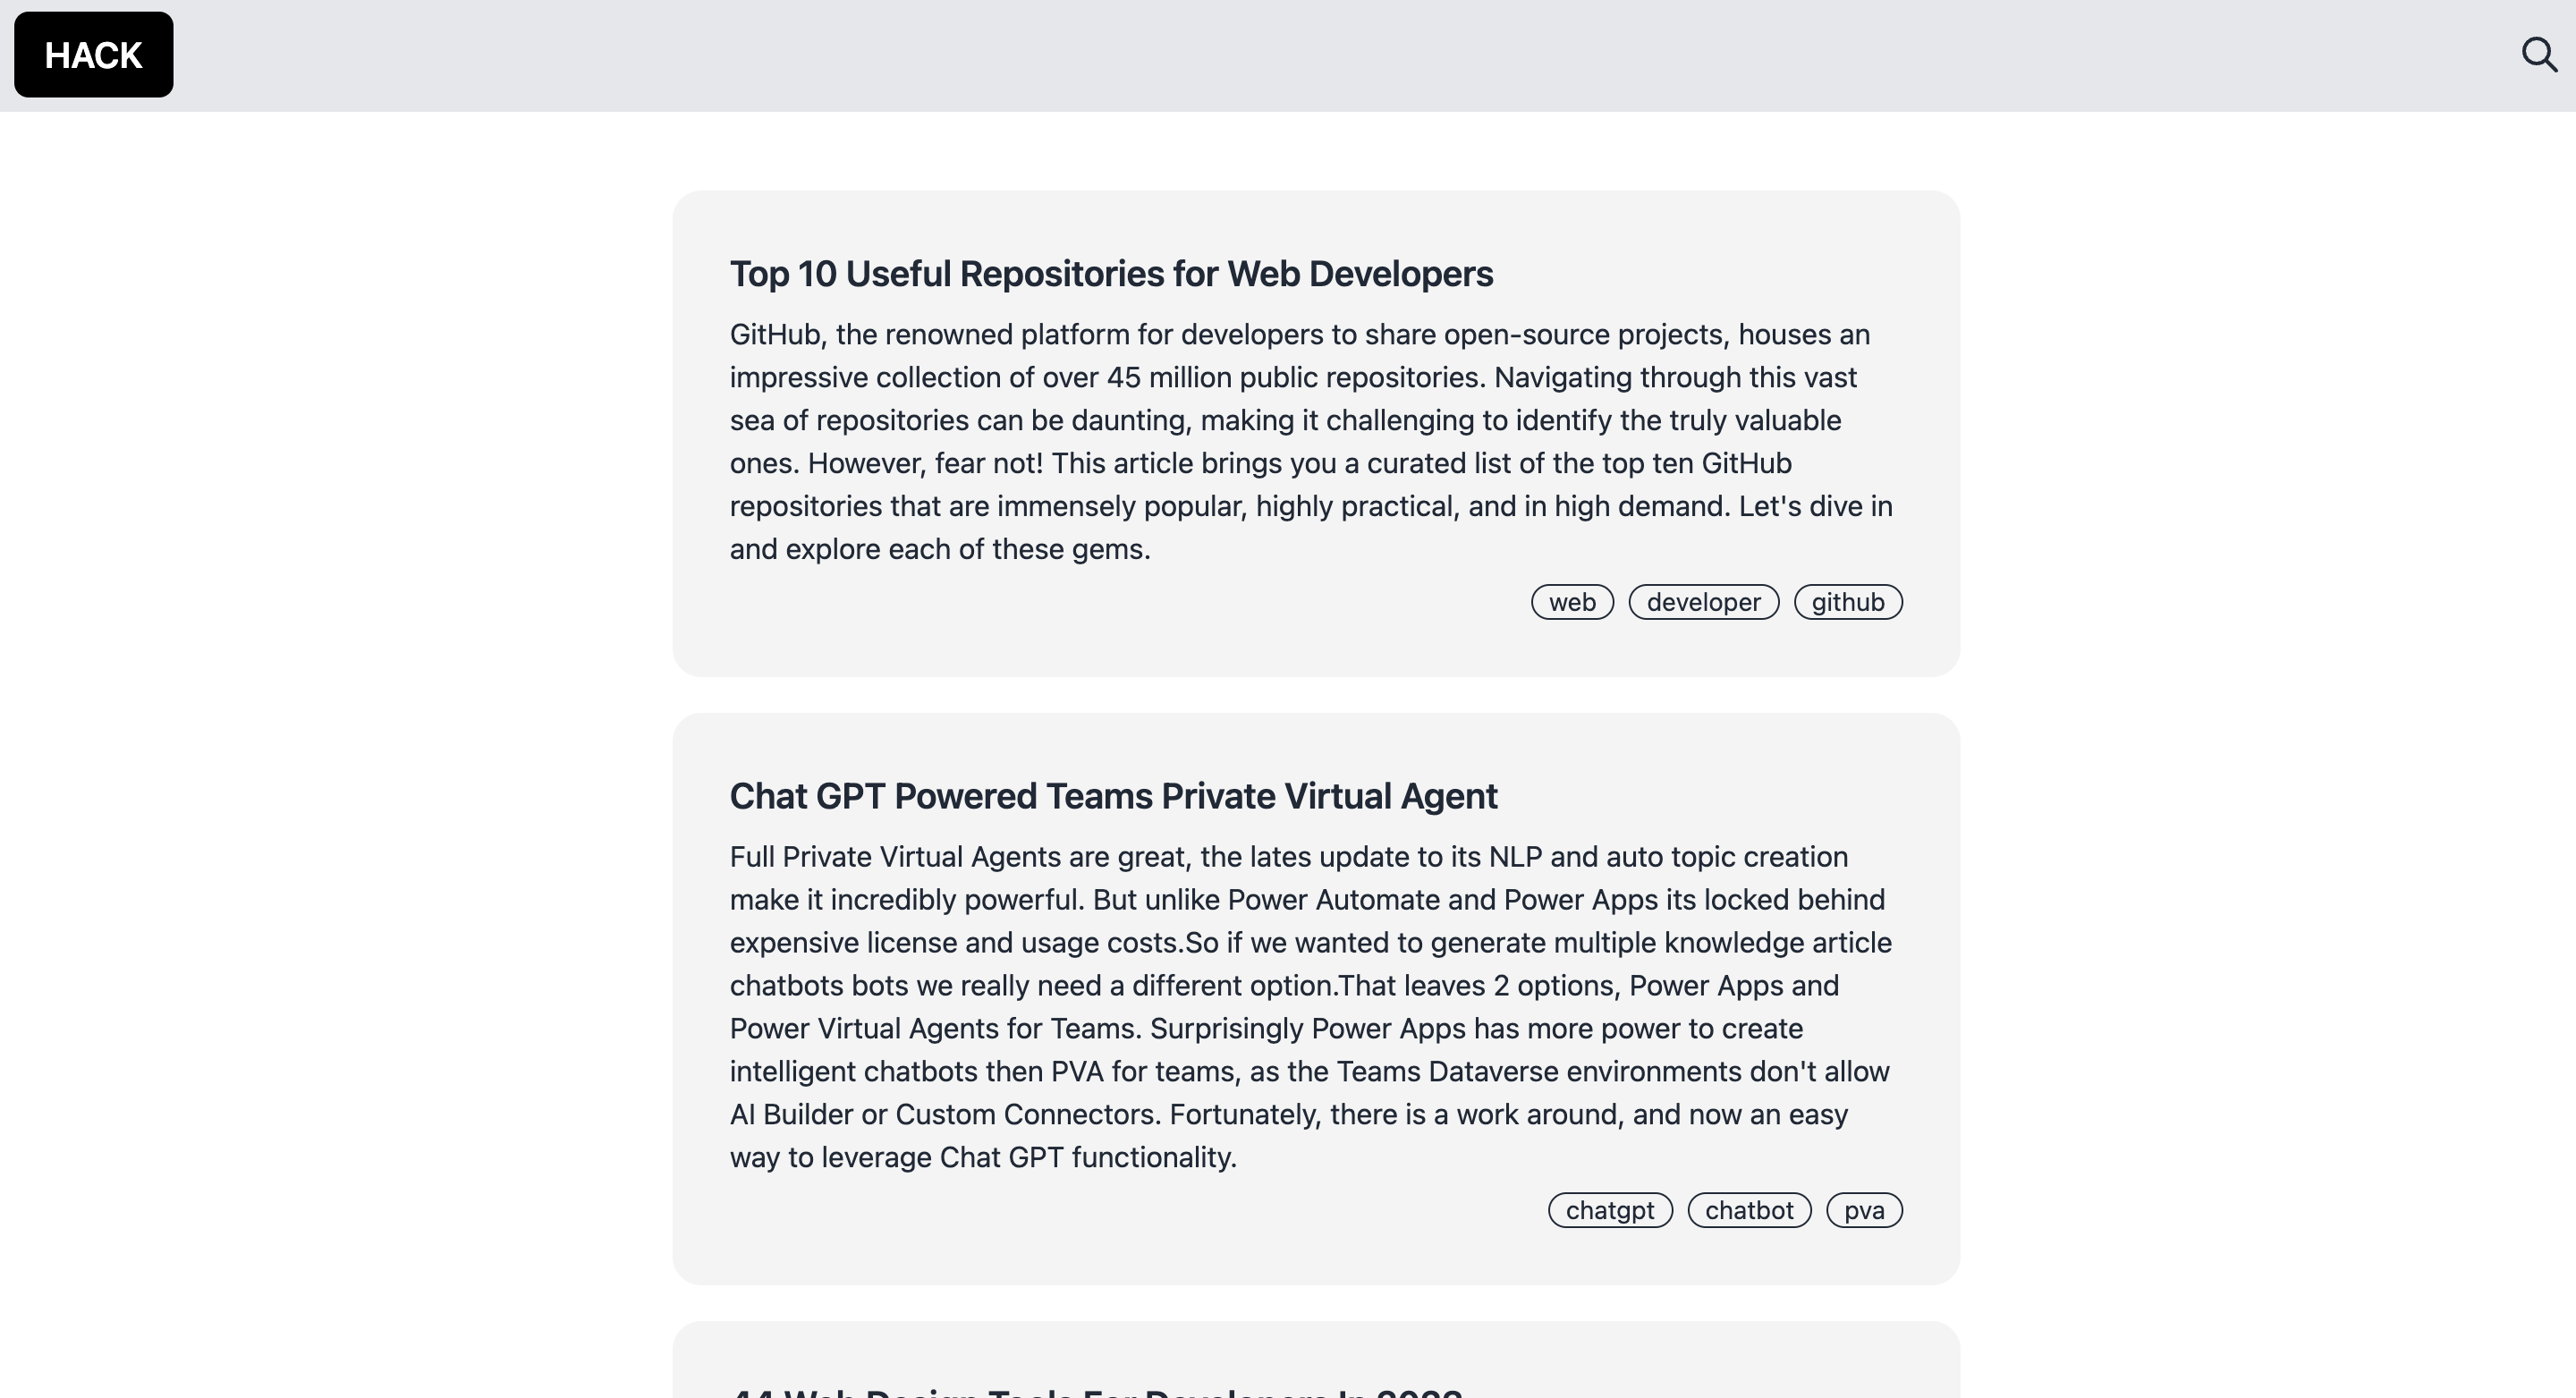 HACK
Top 10 Useful Repositories for Web Developers
GitHub, the renowned platform for developers to share open-source projects, houses an
impressive collection of over 45 million public repositories. Navigating through this vast
sea of repositories can be daunting, making it challenging to identify the truly valuable
ones. However, fear not! This article brings you a curated list of the top ten GitHub
repositories that are immensely popular, highly practical, and in high demand. Let's dive in
and explore each of these gems.
web developer github
Chat GPT Powered Teams Private Virtual Agent
Full Private Virtual Agents are great, the lates update to its NLP and auto topic creation
make it incredibly powerful. But unlike Power Automate and Power Apps its locked behind
expensive license and usage costs.So if we wanted to generate multiple knowledge article
chatbots bots we really need a different option.That leaves 2 options, Power Apps and
Power Virtual Agents for Teams. Surprisingly Power Apps has more power to create
intelligent chatbots then PVA for teams, as the Teams Dataverse environments don't allow
AI Builder or Custom Connectors. Fortunately, there is a work around, and now an easy
way to leverage Chat GPT functionality.
chatgpt chatbot pva
Web Design Tools For Developers In